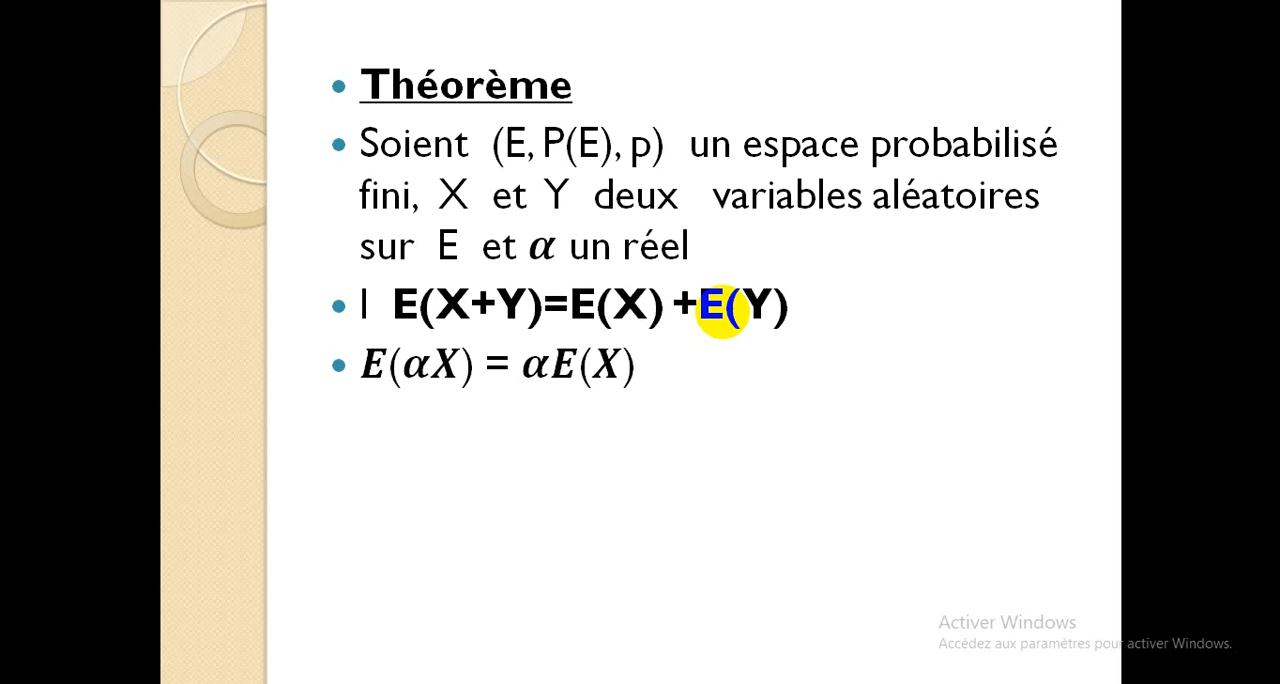 Théorème
Soient (E, P(E), p) un espace probabilisé
fini, X et Y deux variables aléatoires
sur E et α un réel
l E(X+Y)=E(X) +E(Y)
E(αX) = αE(X)
Activer Windows
Accédez aux paramètres pour activer Windows.